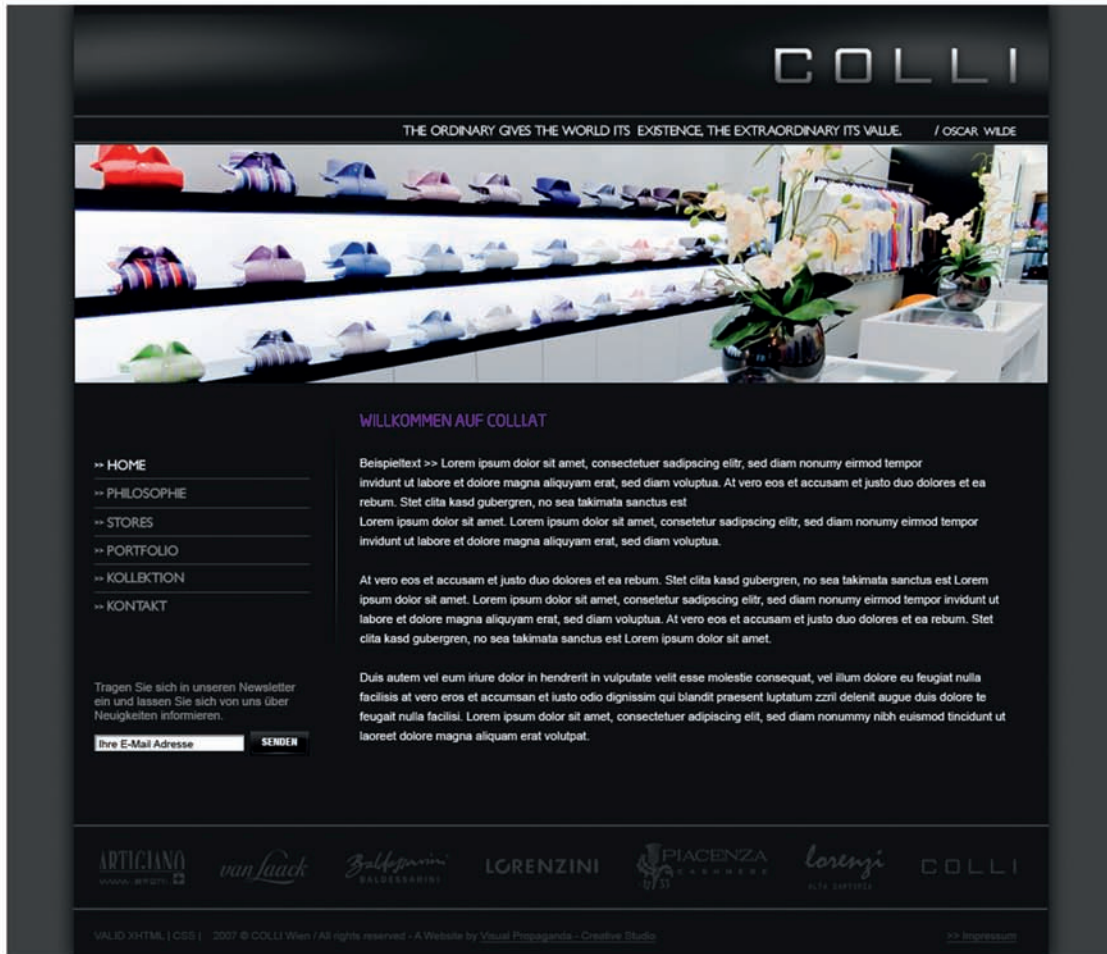 COLLI
THE ORDINARY GIVES THE WORLD ITS EXISTENCE, THE EXTRAORDINARY ITS VALUE. / OSCAR WILDE
WILLKOMMEN AUF COLLI.AT
>> HOME
>> PHILOSOPHIE
>> STORES
>> PORTFOLIO
>> KOLLEKTION
>> KONTAKT
Tragen Sie sich in unseren Newsletter
ein und lassen Sie sich von uns über
Neuigkeiten informieren.
Ihre E-Mail Adresse SENDEN
Beispieltext >> Lorem ipsum dolor sit amet, consectetuer sadipscing elitr, sed diam nonumy eirmod tempor
invidunt ut labore et dolore magna aliquyam erat, sed diam voluptua. At vero eos et accusam et justo duo dolores et ea
rebum. Stet clita kasd gubergren, no sea takimata sanctus est
Lorem ipsum dolor sit amet. Lorem ipsum dolor sit amet, consetetur sadipscing elitr, sed diam nonumy eirmod tempor
invidunt ut labore et dolore magna aliquyam erat, sed diam voluptua.
At vero eos et accusam et justo duo dolores et ea rebum. Stet clita kasd gubergren, no sea takimata sanctus est Lorem
ipsum dolor sit amet. Lorem ipsum dolor sit amet, consetetur sadipscing elitr, sed diam nonumy eirmod tempor invidunt ut
labore et dolore magna aliquyam erat, sed diam voluptua. At vero eos et accusam et justo duo dolores et ea rebum. Stet
clita kasd gubergren, no sea takimata sanctus est Lorem ipsum dolor sit amet.
Duis autem vel eum iriure dolor in hendrerit in vulputate velit esse molestie consequat, vel illum dolore eu feugiat nulla
facilisis at vero eros et accumsan et iusto odio dignissim qui blandit praesent luptatum zzril delenit augue duis dolore te
feugait nulla facilisi. Lorem ipsum dolor sit amet, consectetuer adipiscing elit, sed diam nonummy nibh euismod tincidunt ut
laoreet dolore magna aliquam erat volutpat.
ARTIGIANO van Laack Baldessarini LORENZINI PIACENZA lorenzi COLLI
BALDESSARINI CASHMERE ALTA SARTORIA
1733
VALID XHTML | CSS | 2007 © COLLI Wien / All rights reserved - A Website by Visual Propaganda - Creative Studio >> Impressum